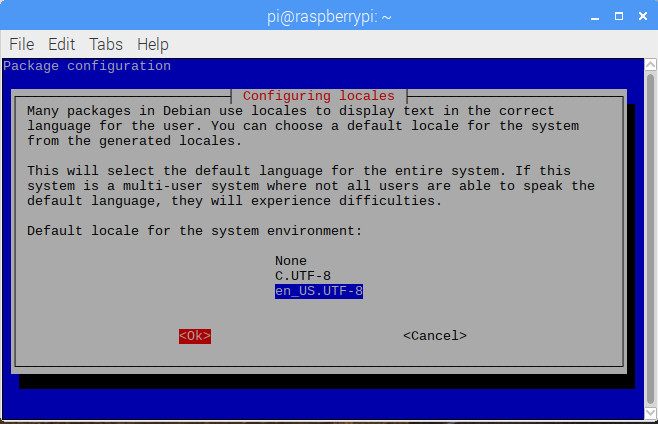 pi@raspberrypi: ~
File Edit Tabs Help
Package configuration
Configuring locales
Many packages in Debian use locales to display text in the correct
language for the user. You can choose a default locale for the system
from the generated locales.
This will select the default language for the entire system. If this
system is a multi-user system where not all users are able to speak the
default language, they will experience difficulties.
Default locale for the system environment:
None
C.UTF-8
en_US.UTF-8
<Ok> <Cancel>